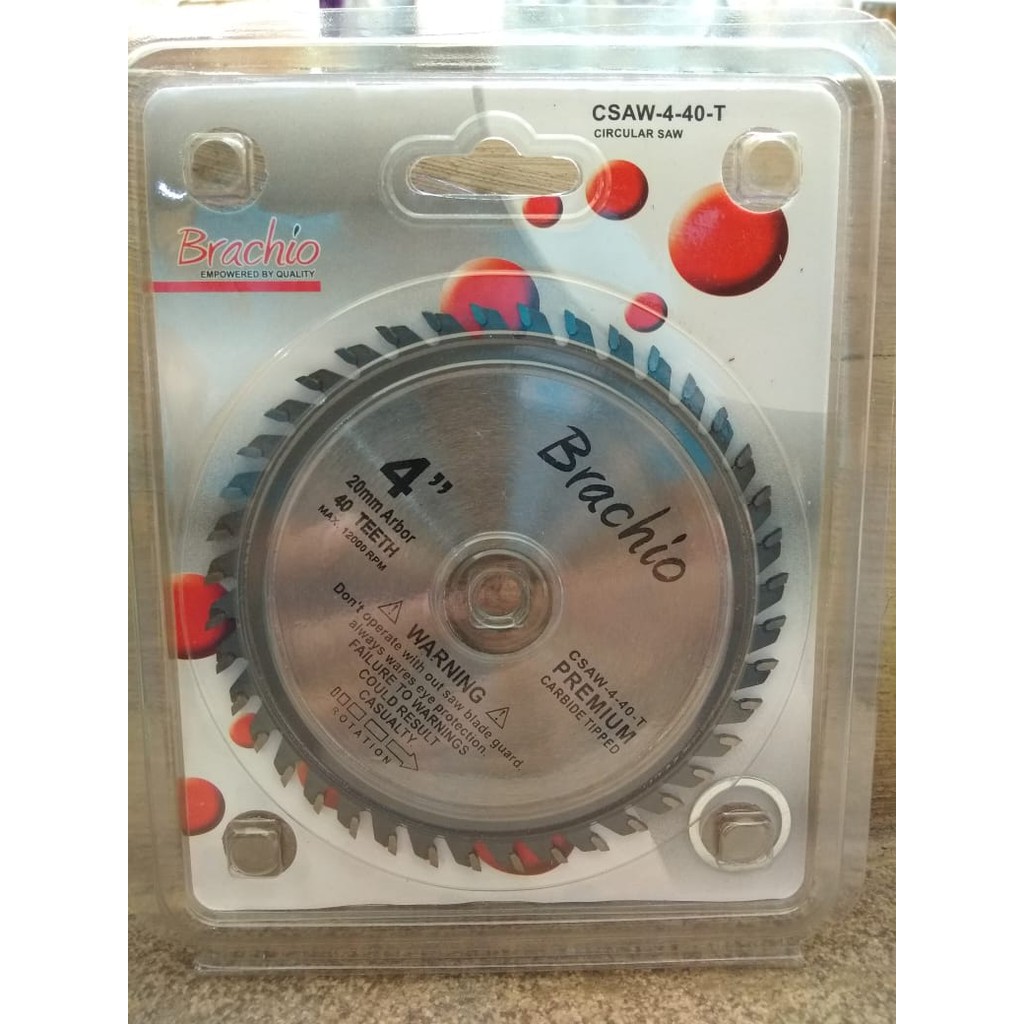 CSAW-4-40-T
CIRCULAR SAW
Brachio
EMPOWERED BY QUALITY
4"
20mm Arbor
40 TEETH
MAX. 12000 RPM
Brachio
WARNING
Don't operate with out saw blade guard.
always wares eye protection.
FAILURE TO WARNINGS
COULD RESULT
CASUALTY.
ROTATION
CSAW-4-40-T
PREMIUM
CARBIDE TIPPED